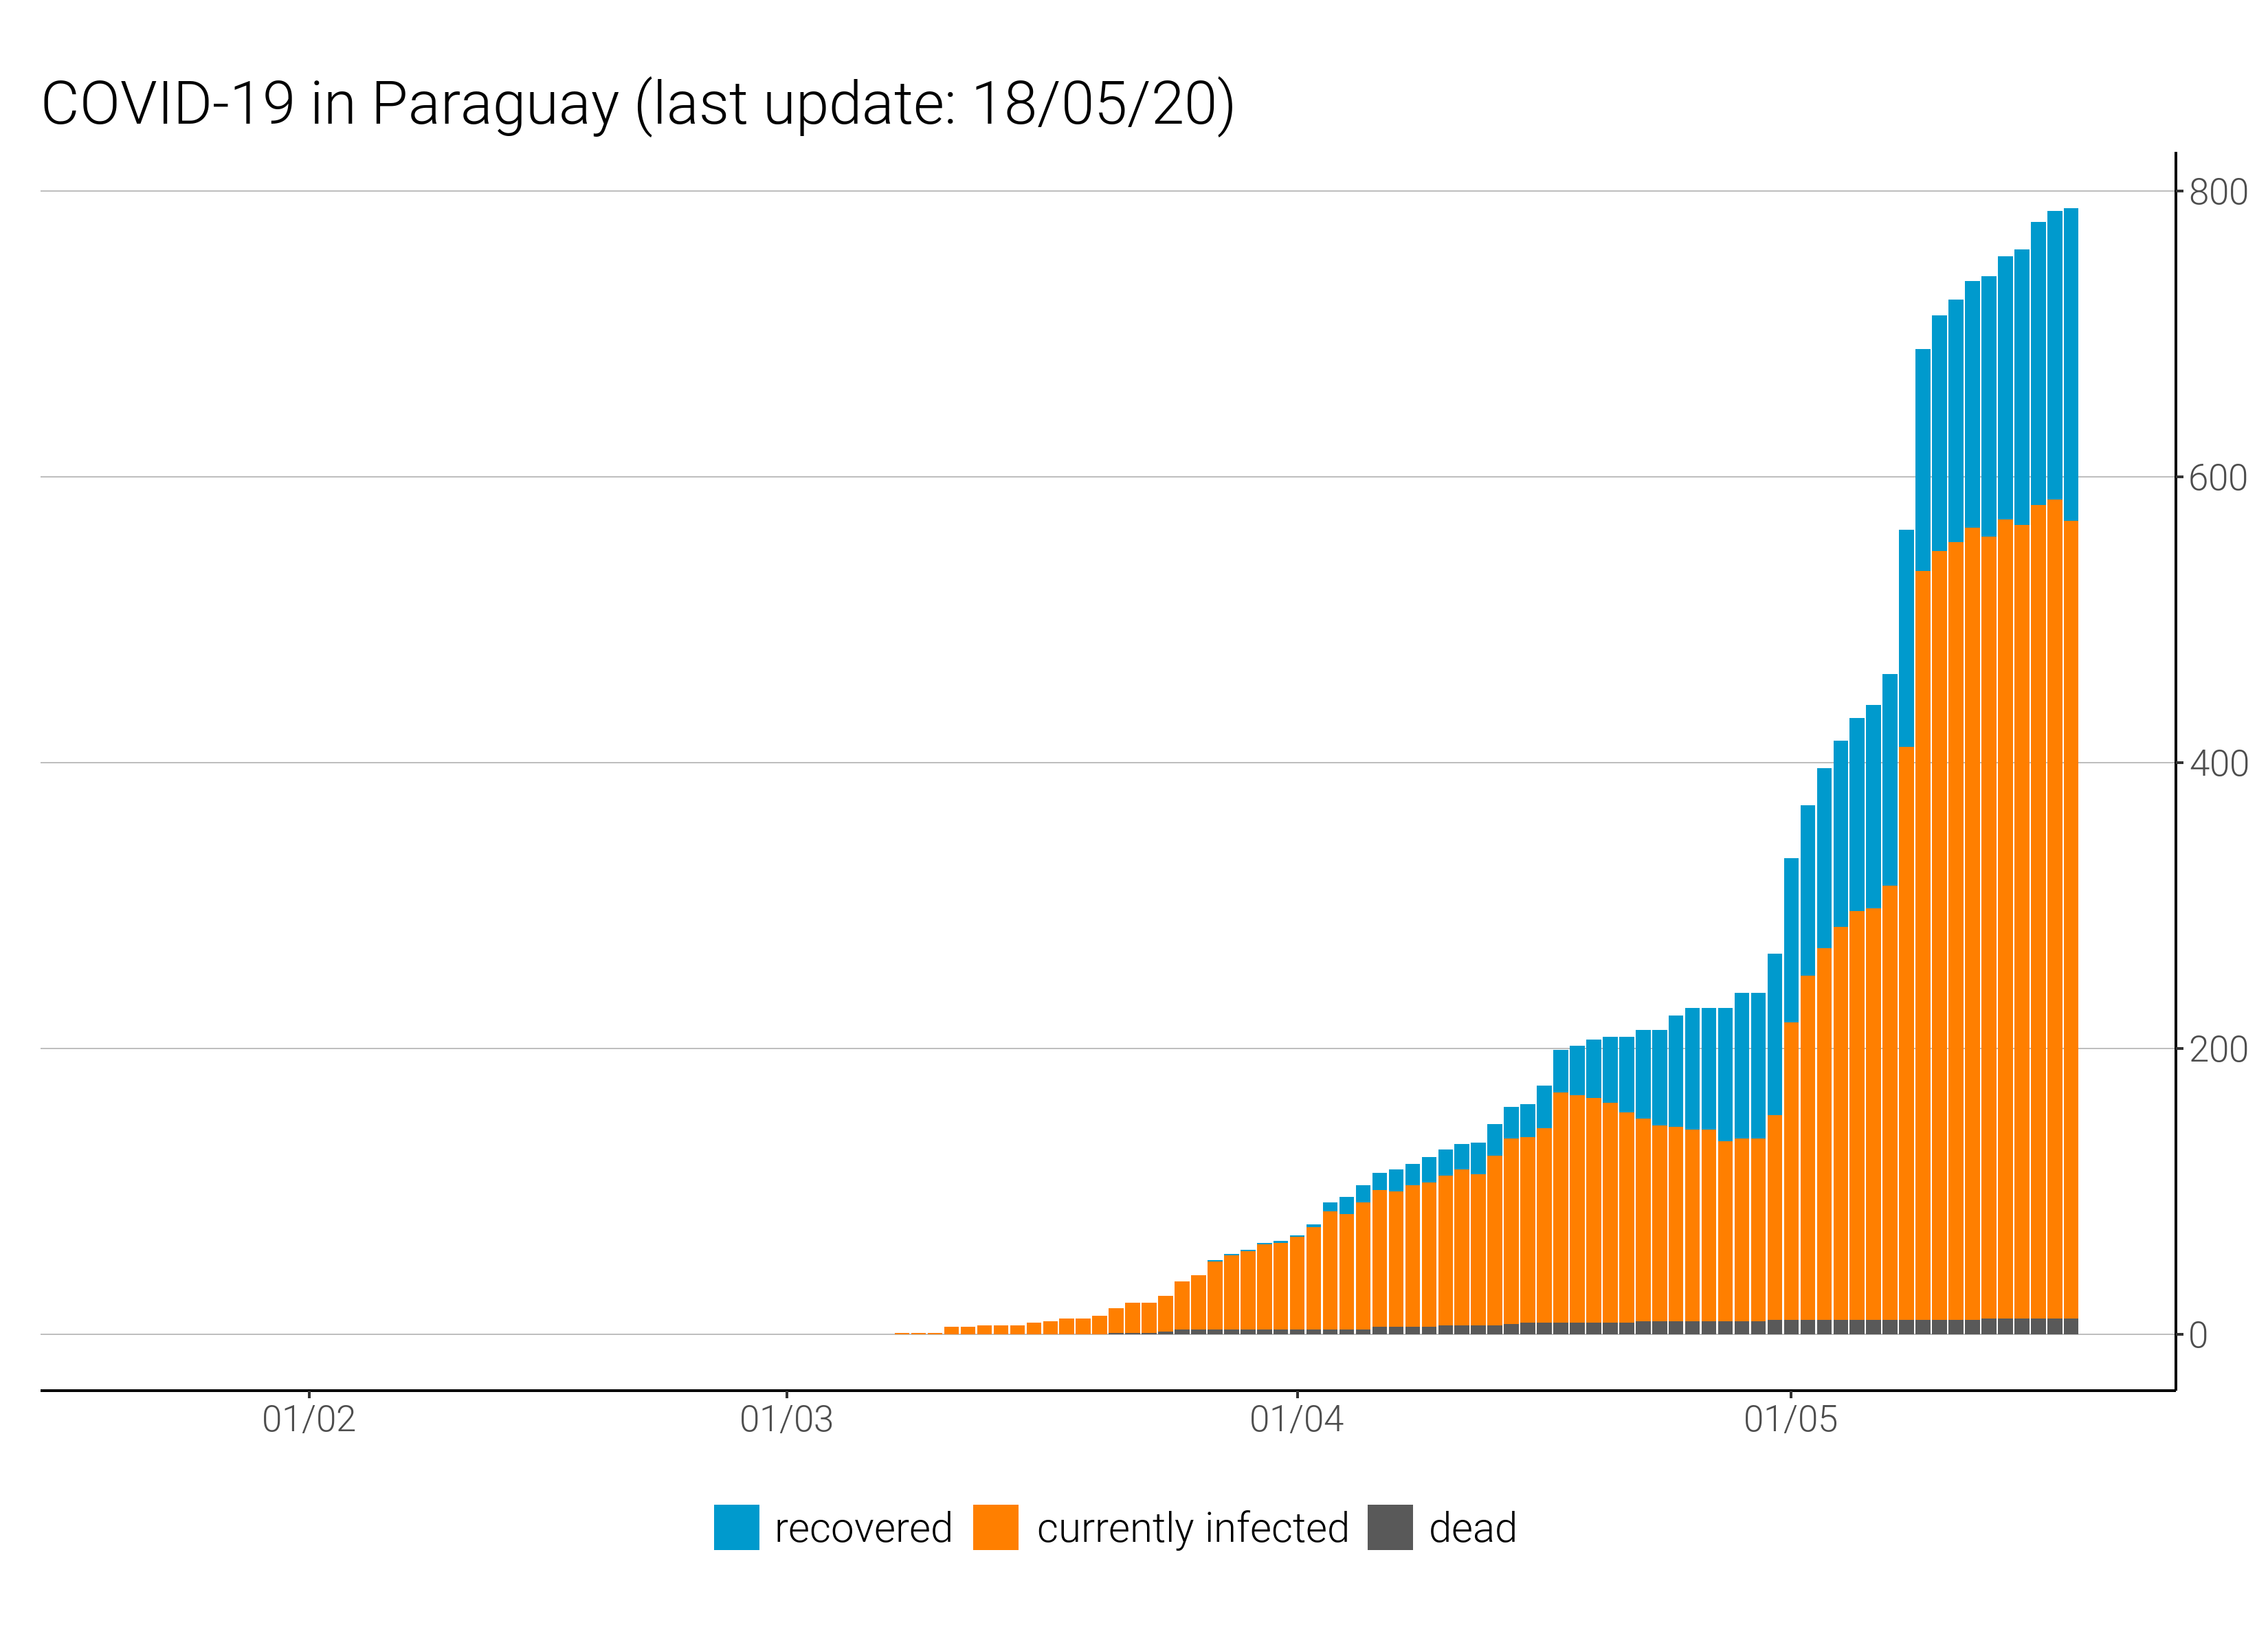 COVID-19 in Paraguay (last update: 18/05/20)
800
600
400
200
0
01/02 01/03 01/04 01/05
recovered currently infected dead